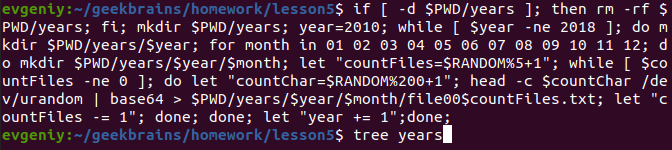 evgeniy:~/geekbrains/homework/lesson5$ if [ -d $PWD/years ]; then rm -rf $
PWD/years; fi; mkdir $PWD/years; year=2010; while [ $year -ne 2018 ]; do m
kdir $PWD/years/$year; for month in 01 02 03 04 05 06 07 08 09 10 11 12; d
o mkdir $PWD/years/$year/$month; let "countFiles=$RANDOM%5+1"; while [ $co
untFiles -ne 0 ]; do let "countChar=$RANDOM%200+1"; head -c $countChar /de
v/urandom | base64 > $PWD/years/$year/$month/file00$countFiles.txt; let "c
ountFiles -= 1"; done; done; let "year += 1";done;
evgeniy:~/geekbrains/homework/lesson5$ tree years